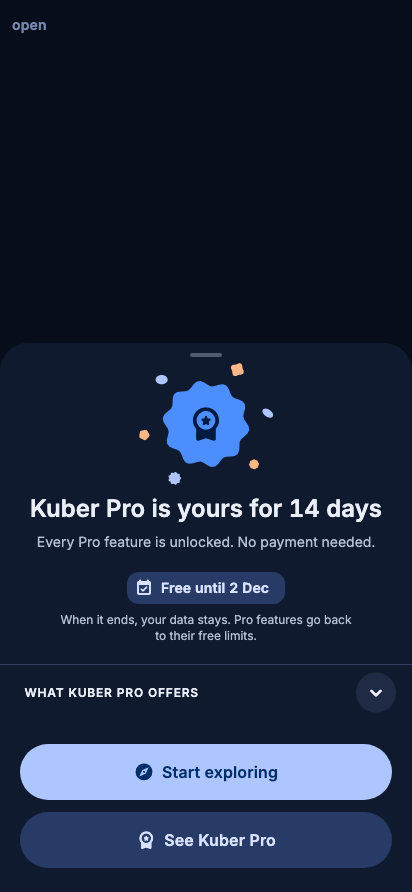 open
Kuber Pro is yours for 14 days
Every Pro feature is unlocked. No payment needed.
Free until 2 Dec
When it ends, your data stays. Pro features go back
to their free limits.
WHAT KUBER PRO OFFERS
Start exploring
See Kuber Pro